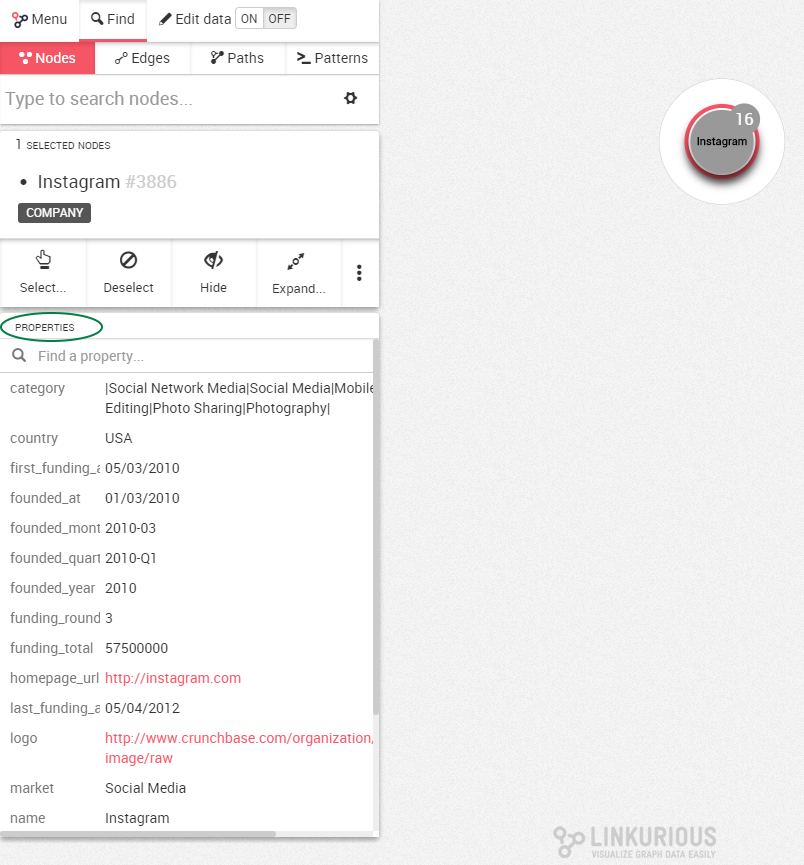 Menu Find Edit data ON OFF
Nodes Edges Paths Patterns
Type to search nodes...
1 SELECTED NODES
• Instagram #3886
COMPANY
Select... Deselect Hide Expand...
PROPERTIES
Find a property...
category |Social Network Media|Social Media|Mobile
Editing|Photo Sharing|Photography|
country USA
first_funding_a 05/03/2010
founded_at 01/03/2010
founded_mont 2010-03
founded_quart 2010-Q1
founded_year 2010
funding_round 3
funding_total 57500000
homepage_url http://instagram.com
last_funding_a 05/04/2012
logo http://www.crunchbase.com/organization/
image/raw
market Social Media
name Instagram
16
Instagram
LINKURIOUS
VISUALIZE GRAPH DATA EASILY